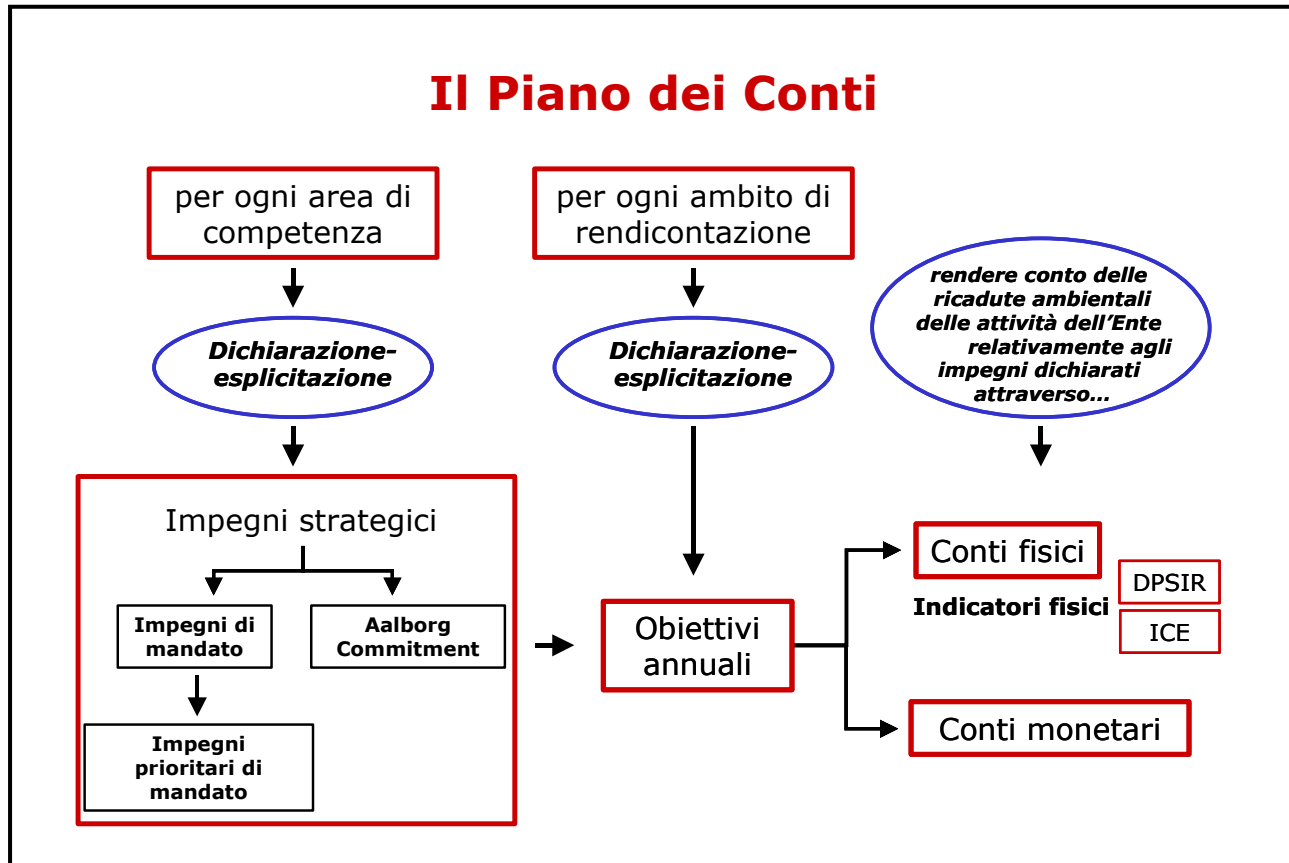 Il Piano dei Conti
per ogni area di
competenza
per ogni ambito di
rendicontazione
Dichiarazione-
esplicitazione
Dichiarazione-
esplicitazione
rendere conto delle
ricadute ambientali
delle attività dell’Ente
relativamente agli
impegni dichiarati
attraverso...
Impegni strategici
Impegni di
mandato
Aalborg
Commitment
Impegni
prioritari di
mandato
Obiettivi
annuali
Conti fisici
Indicatori fisici
DPSIR
ICE
Conti monetari